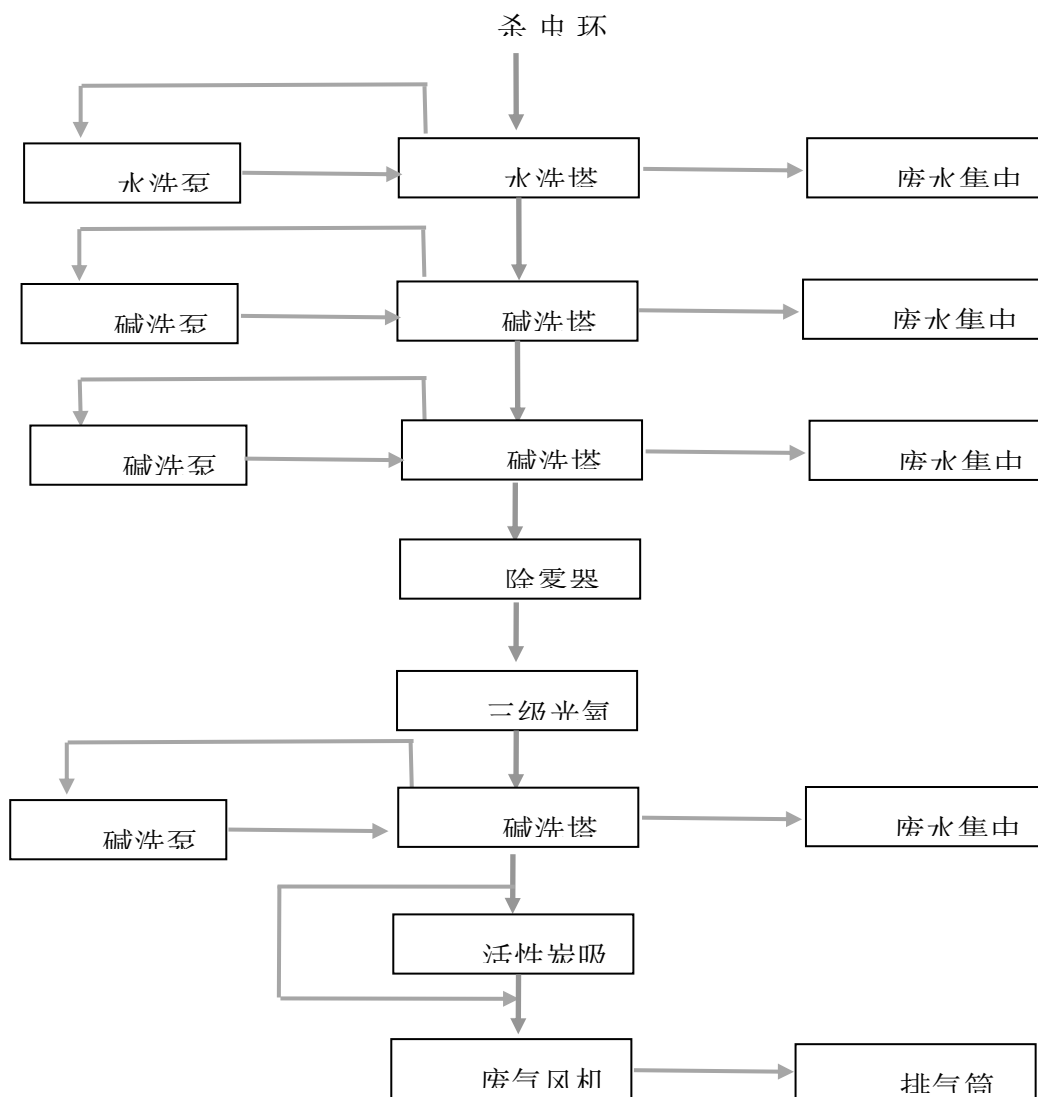 杀虫环
水洗泵
水洗塔
废水集中
碱洗泵
碱洗塔
废水集中
碱洗泵
碱洗塔
废水集中
除雾器
三级光氧
碱洗泵
碱洗塔
废水集中
活性炭吸
废气风机
排气筒